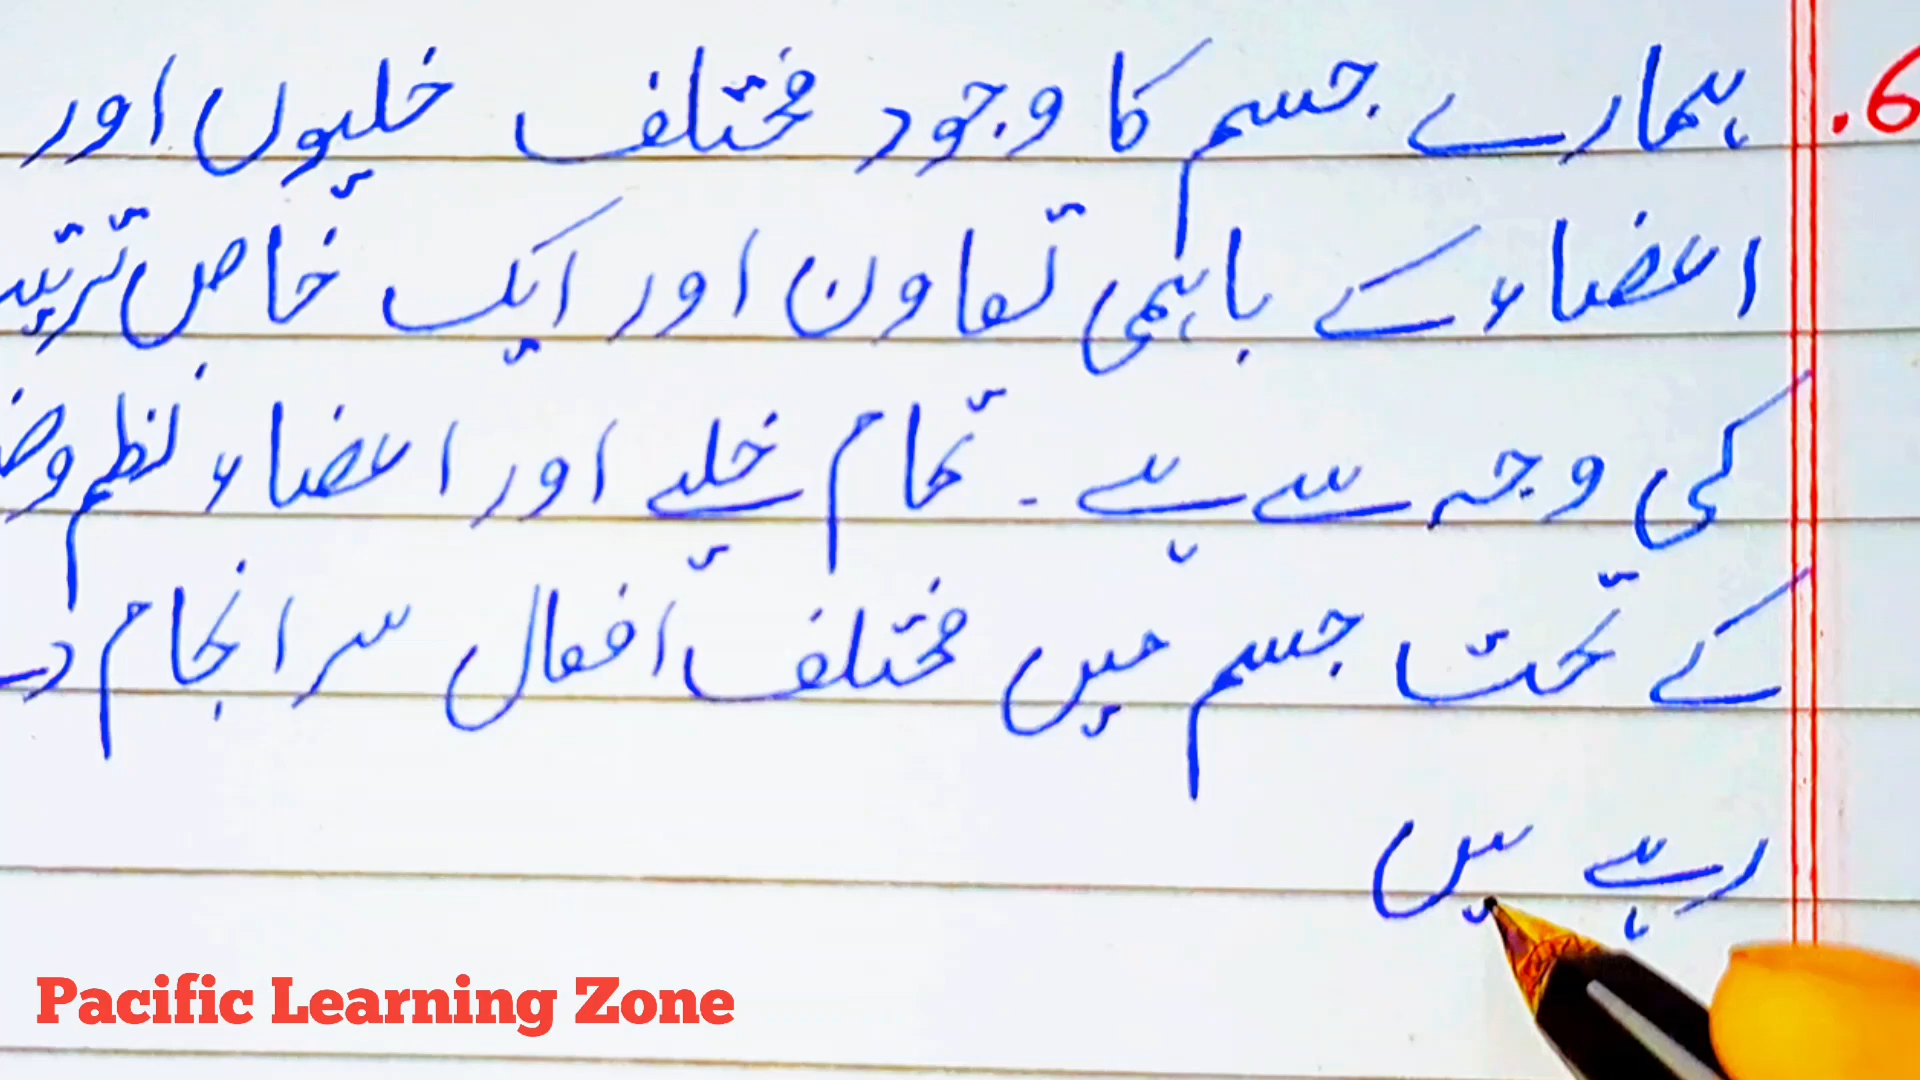 6. ہمارے جسم کا وجود مختلف خلیوں اور
اعضاء کے باہمی تعاون اور ایک خاص
کی وجہ سے ہے ۔ تمام خلیے اور اعضاء نظم
کے تحت جسم میں مختلف افعال سرانجام دے
رہے ہیں
Pacific Learning Zone